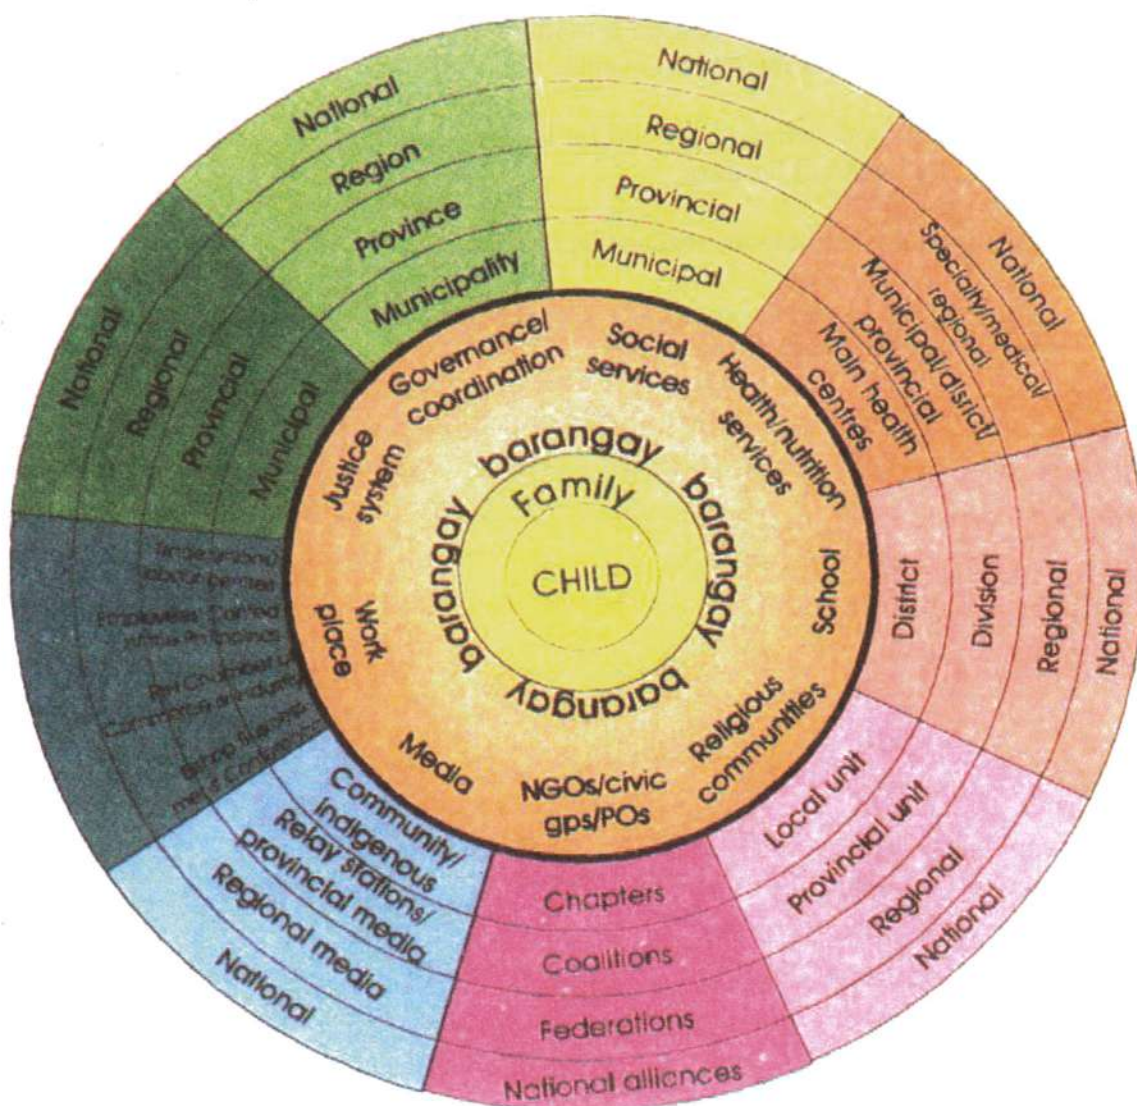 National
Region
Province
Municipality
National
Regional
Provincial
Municipal
National
Specialty/medical/
regional
Municipal/disrict/
provincial
Main health
centres
National
Regional
Division
District
National
Regional
Provincial unit
Local unit
National alliances
Federations
Coalitions
Chapters
National
Regional media
Relay stations/
provincial media
Community/
indigenous
labour
National
Regional
Provincial
Municipal
Governancel
coordination
Social
services
Health/nutrition
services
School
Religious
communities
NGOs/civic
gps/POs
Media
Work
place
Justice
system
barangay
barangay
barangay
barangay
Family
CHILD